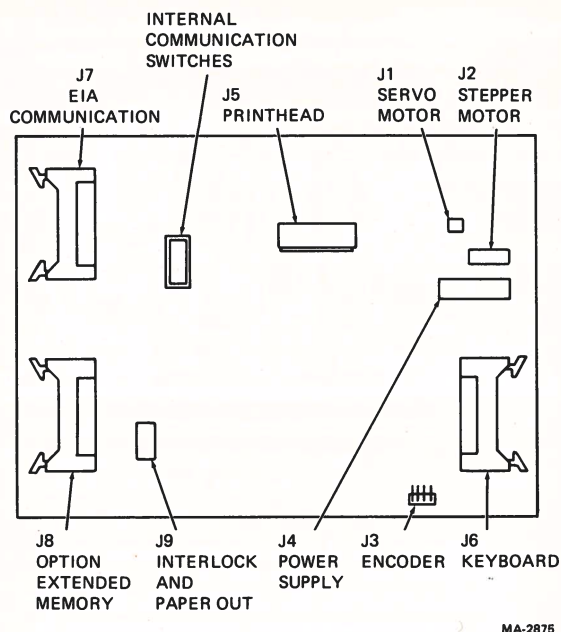 INTERNAL
COMMUNICATION
SWITCHES
J7
EIA
COMMUNICATION
J5
PRINTHEAD
J1
SERVO
MOTOR
J2
STEPPER
MOTOR
J8
OPTION
EXTENDED
MEMORY
J9
INTERLOCK
AND
PAPER OUT
J4
POWER
SUPPLY
J3
ENCODER
J6
KEYBOARD
MA-2875